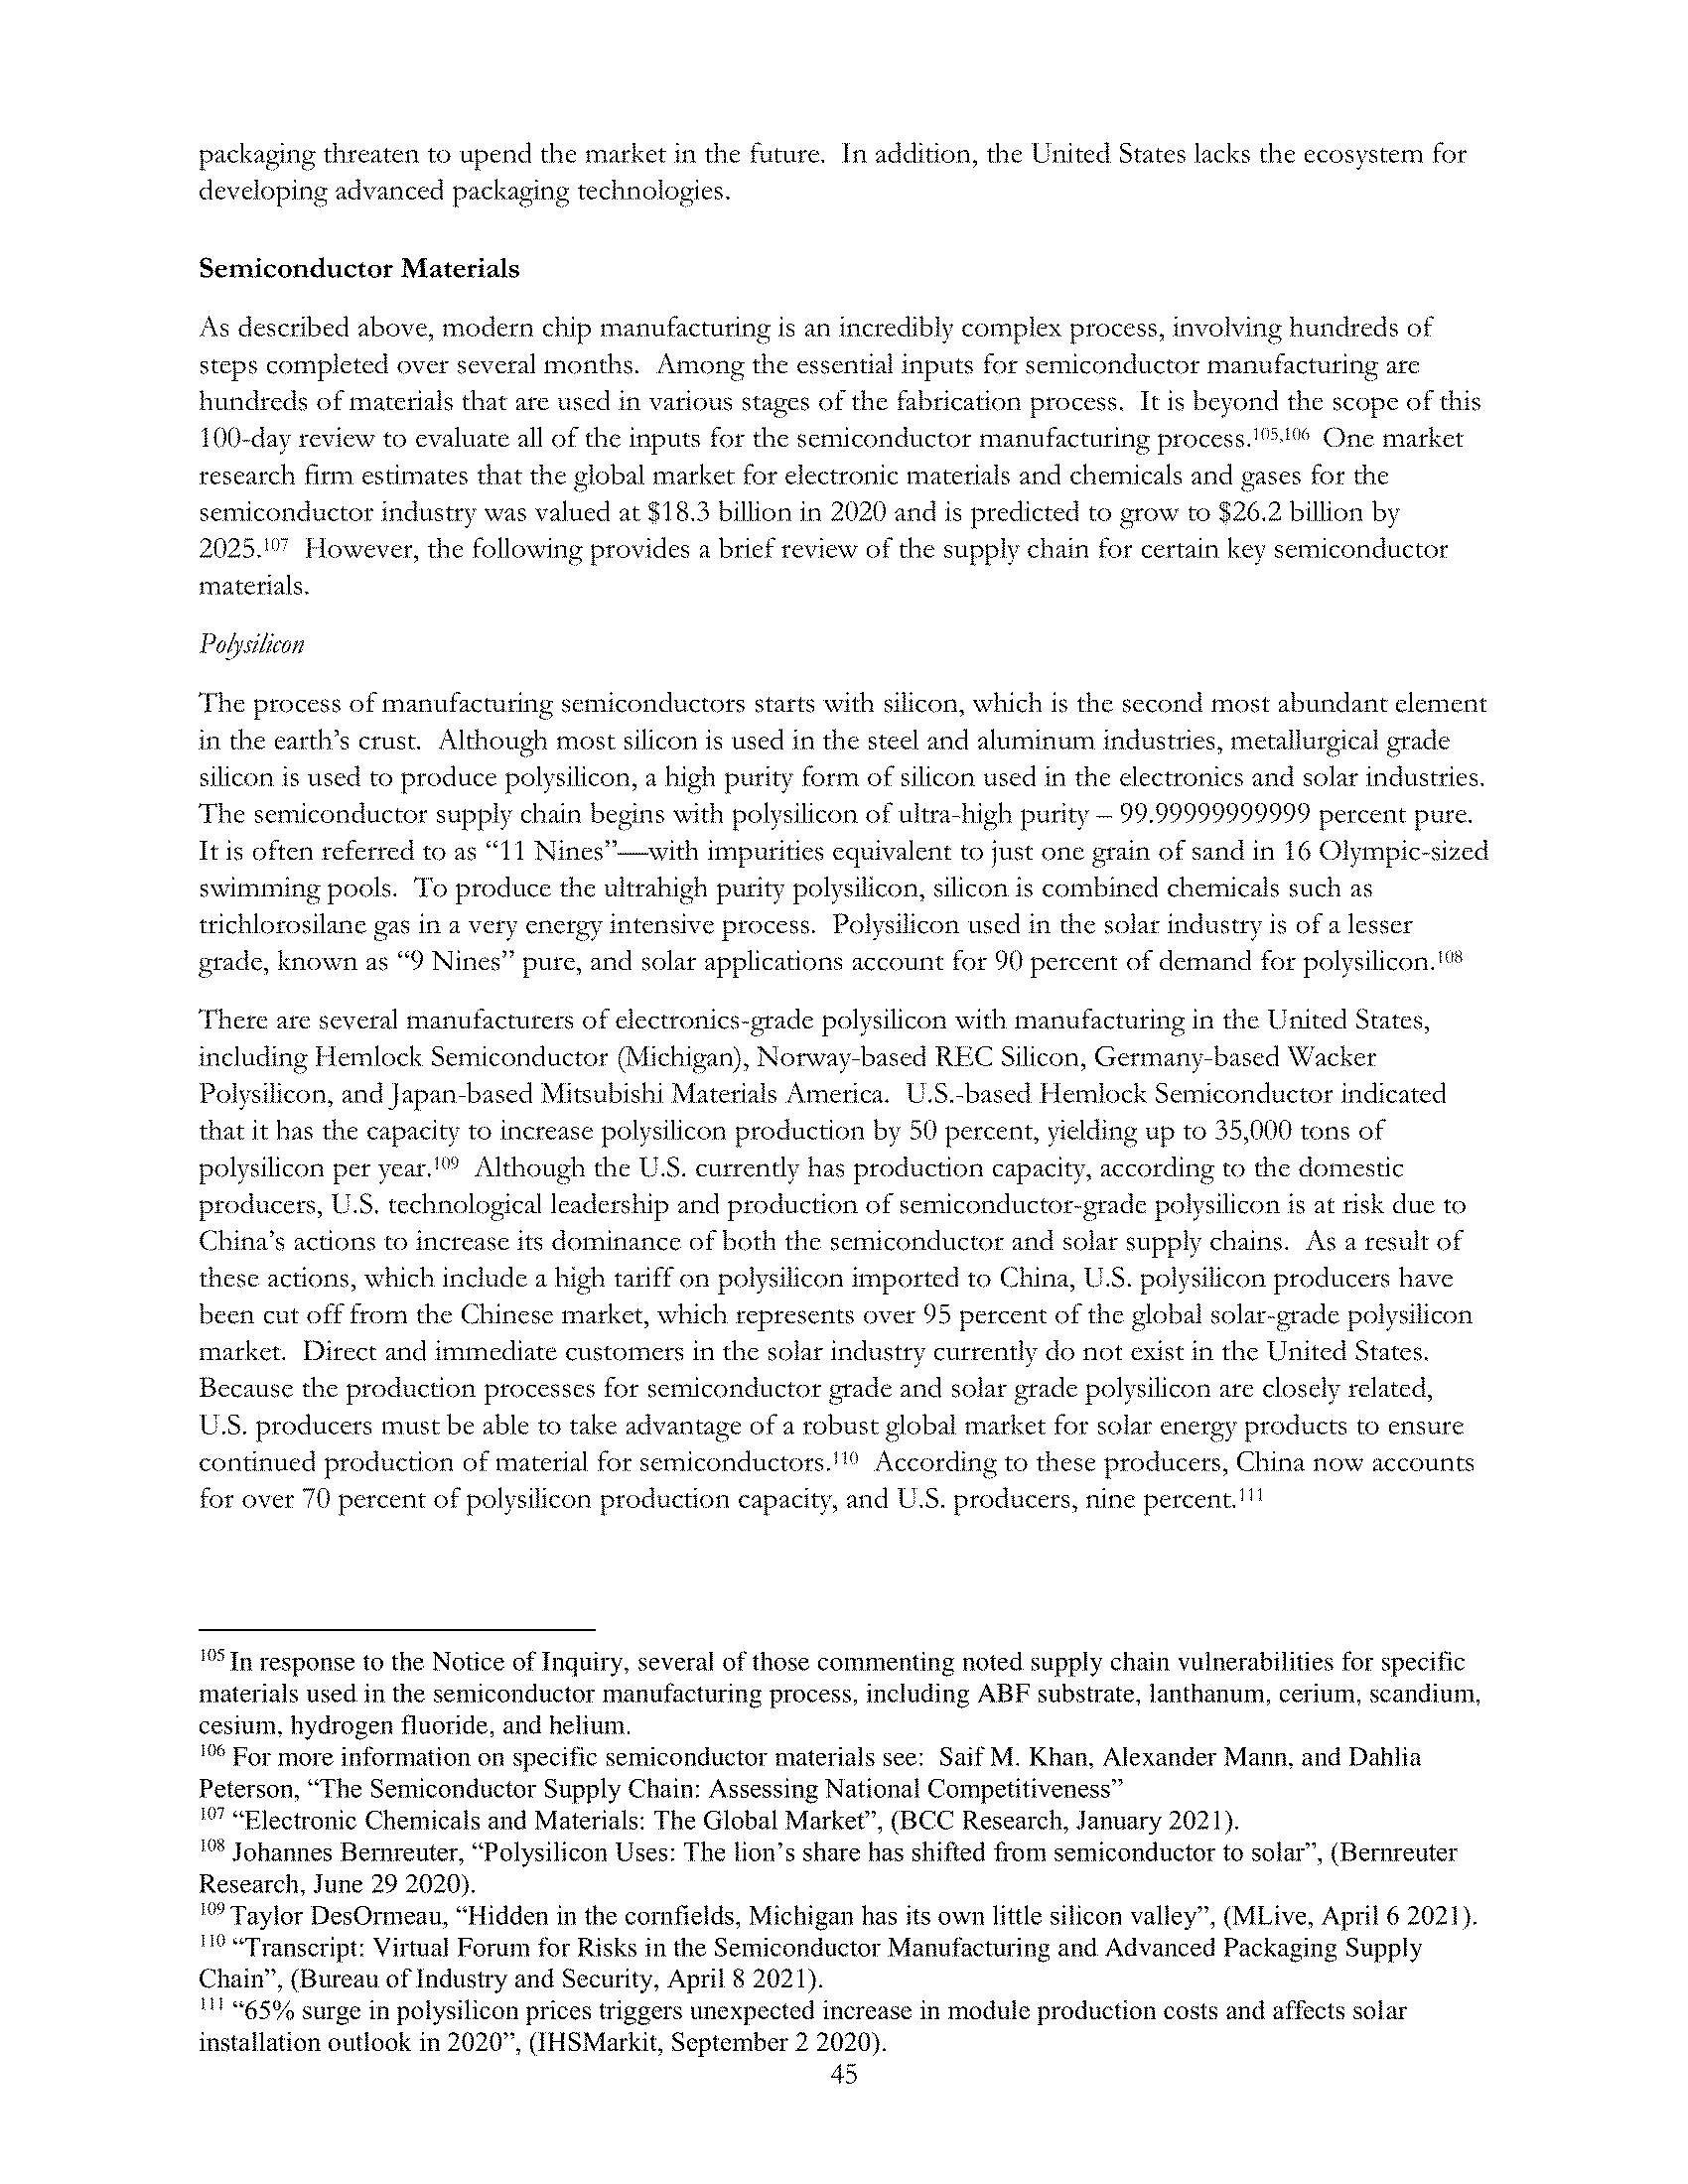 packaging threaten to upend the market in the future.  In addition, the United States lacks the ecosystem for
developing advanced packaging technologies.
Semiconductor Materials
As described above, modern chip manufacturing is an incredibly complex process, involving hundreds of
steps completed over several months.  Among the essential inputs for semiconductor manufacturing are
hundreds of materials that are used in various stages of the fabrication process.  It is beyond the scope of this
100-day review to evaluate all of the inputs for the semiconductor manufacturing process.105,106  One market
research firm estimates that the global market for electronic materials and chemicals and gases for the
semiconductor industry was valued at $18.3 billion in 2020 and is predicted to grow to $26.2 billion by
2025.107  However, the following provides a brief review of the supply chain for certain key semiconductor
materials.
Polysilicon
The process of manufacturing semiconductors starts with silicon, which is the second most abundant element
in the earth's crust.  Although most silicon is used in the steel and aluminum industries, metallurgical grade
silicon is used to produce polysilicon, a high purity form of silicon used in the electronics and solar industries.
The semiconductor supply chain begins with polysilicon of ultra-high purity – 99.99999999999 percent pure.
It is often referred to as “11 Nines”—with impurities equivalent to just one grain of sand in 16 Olympic-sized
swimming pools.  To produce the ultrahigh purity polysilicon, silicon is combined chemicals such as
trichlorosilane gas in a very energy intensive process.  Polysilicon used in the solar industry is of a lesser
grade, known as “9 Nines” pure, and solar applications account for 90 percent of demand for polysilicon.108
There are several manufacturers of electronics-grade polysilicon with manufacturing in the United States,
including Hemlock Semiconductor (Michigan), Norway-based REC Silicon, Germany-based Wacker
Polysilicon, and Japan-based Mitsubishi Materials America.  U.S.-based Hemlock Semiconductor indicated
that it has the capacity to increase polysilicon production by 50 percent, yielding up to 35,000 tons of
polysilicon per year.109  Although the U.S. currently has production capacity, according to the domestic
producers, U.S. technological leadership and production of semiconductor-grade polysilicon is at risk due to
China's actions to increase its dominance of both the semiconductor and solar supply chains.  As a result of
these actions, which include a high tariff on polysilicon imported to China, U.S. polysilicon producers have
been cut off from the Chinese market, which represents over 95 percent of the global solar-grade polysilicon
market.  Direct and immediate customers in the solar industry currently do not exist in the United States.
Because the production processes for semiconductor grade and solar grade polysilicon are closely related,
U.S. producers must be able to take advantage of a robust global market for solar energy products to ensure
continued production of material for semiconductors.110  According to these producers, China now accounts
for over 70 percent of polysilicon production capacity, and U.S. producers, nine percent.111
105 In response to the Notice of Inquiry, several of those commenting noted supply chain vulnerabilities for specific
materials used in the semiconductor manufacturing process, including ABF substrate, lanthanum, cerium, scandium,
cesium, hydrogen fluoride, and helium.
106 For more information on specific semiconductor materials see:  Saif M. Khan, Alexander Mann, and Dahlia
Peterson, “The Semiconductor Supply Chain: Assessing National Competitiveness”
107 “Electronic Chemicals and Materials: The Global Market”, (BCC Research, January 2021).
108 Johannes Bernreuter, “Polysilicon Uses: The lion's share has shifted from semiconductor to solar”, (Bernreuter
Research, June 29 2020).
109 Taylor DesOrmeau, “Hidden in the cornfields, Michigan has its own little silicon valley”, (MLive, April 6 2021).
110 “Transcript: Virtual Forum for Risks in the Semiconductor Manufacturing and Advanced Packaging Supply
Chain”, (Bureau of Industry and Security, April 8 2021).
111 “65% surge in polysilicon prices triggers unexpected increase in module production costs and affects solar
installation outlook in 2020”, (IHSMarkit, September 2 2020).
45